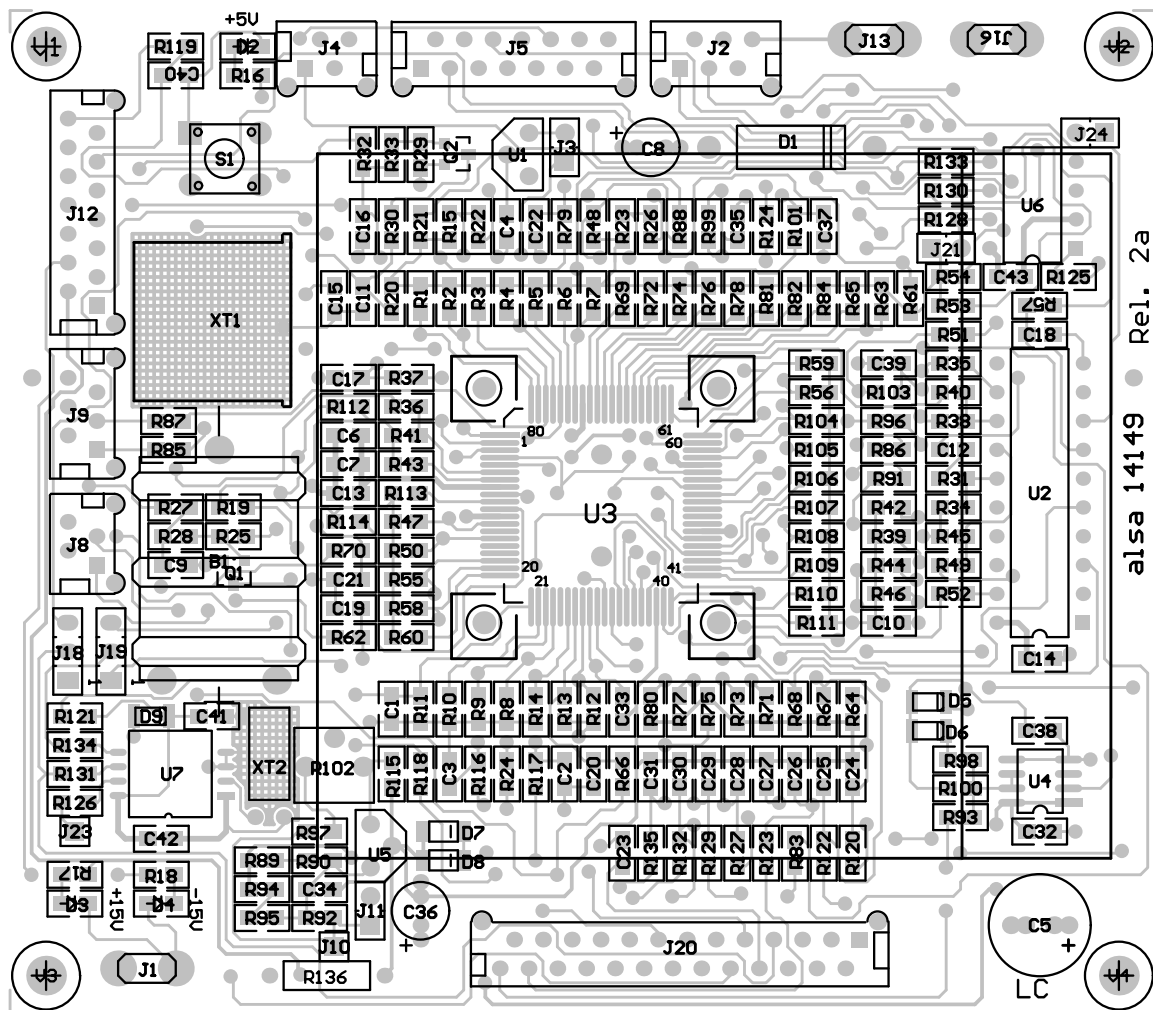 +5V
U1 R119 D2 J4 J5 J2 J13 J16 U2
C40 R16
S1 R32 R33 R29 Q2 U1 J3 + C8 D1 J24
R133
R130
J12 C16 R30 R21 R15 R22 C4 C22 R79 R48 R23 R26 R88 R99 C35 R124 R101 C37 R128 U6
J21
XT1 C15 C11 R20 R1 R2 R3 R4 R5 R6 R7 R69 R72 R74 R76 R78 R81 R82 R84 R65 R63 R61 R54 C43 R125
R53 R57
R51 C18
alsa 14149 Rel. 2a
C17 R37 R59 C39 R35
R112 R36 R56 R103 R40
J9 R87 C6 R41 1 80 61 60 R104 R96 R38
R85 C7 R43 R105 R86 C12
C13 R113 R106 R91 R31 U2
R27 R19 R114 R47 U3 R107 R42 R34
J8 R28 R25 R70 R50 R108 R39 R45
C9 B1 Q1 C21 R55 20 21 41 40 R109 R44 R49
C19 R58 R110 R46 R52
R62 R60 R111 C10
J18 J19 C14
1 1
R121 D9 C41 C1 R11 R10 R9 R8 R14 R13 R12 C33 R80 R77 R75 R73 R71 R68 R67 R64 D5
R134 D6 C38
R131 U7 XT2 R102 R115 R118 C3 R116 R24 R117 C2 C20 R66 C31 C30 C29 C28 C27 C26 C25 C24 R98 U4
R126 R100
J23 C42 R97 U5 D7 R93 C32
R89 R90 D8 C23 R135 R132 R129 R127 R123 R83 R122 R120
R17 R18 R94 C34
D3 +15V D4 -15V R95 R92 J11 C36 + C5 +
J10 J20
U3 J1 R136 LC U4